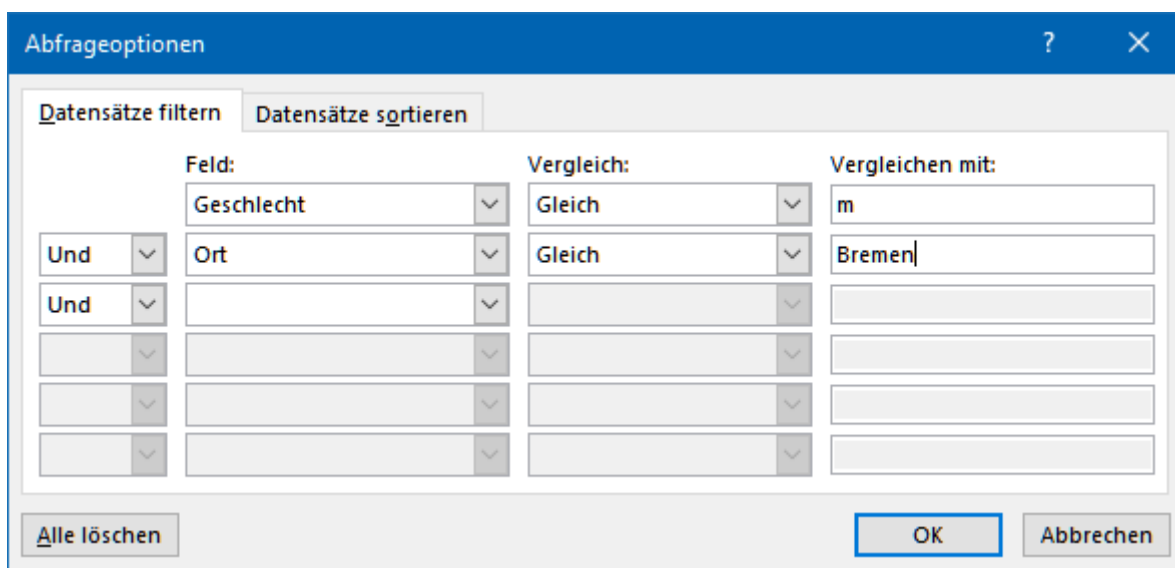 Abfrageoptionen ?
Datensätze filtern Datensätze sortieren
Feld: Vergleich: Vergleichen mit:
Geschlecht Gleich m
Und Ort Gleich Bremen
Und
Alle löschen OK Abbrechen